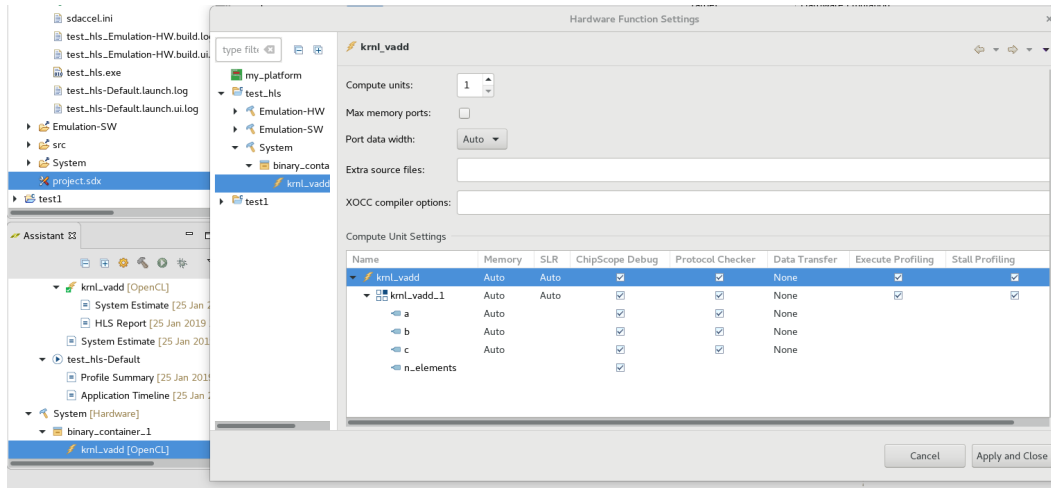 Hardware Function Settings
sdaccel.ini
test_hls_Emulation-HW.build.lo
test_hls_Emulation-HW.build.ui.
test_hls.exe
test_hls-Default.launch.log
test_hls-Default.launch.ui.log
Emulation-SW
src
System
project.sdx
test1
Assistant
krnl_vadd [OpenCL]
System Estimate [25 Jan 2
HLS Report [25 Jan 2019
System Estimate [25 Jan 201
test_hls-Default
Profile Summary [25 Jan 201
Application Timeline [25 Jan
System [Hardware]
binary_container_1
krnl_vadd [OpenCL]
type filte
my_platform
test_hls
Emulation-HW
Emulation-SW
System
binary_conta
krnl_vadd
test1
krnl_vadd
Compute units: 1
Max memory ports:
Port data width: Auto
Extra source files:
XOCC compiler options:
Compute Unit Settings
Name Memory SLR ChipScope Debug Protocol Checker Data Transfer Execute Profiling Stall Profiling
krnl_vadd Auto Auto None
krnl_vadd_1 Auto Auto
a Auto None
b Auto None
c Auto None
n_elements
Cancel Apply and Close